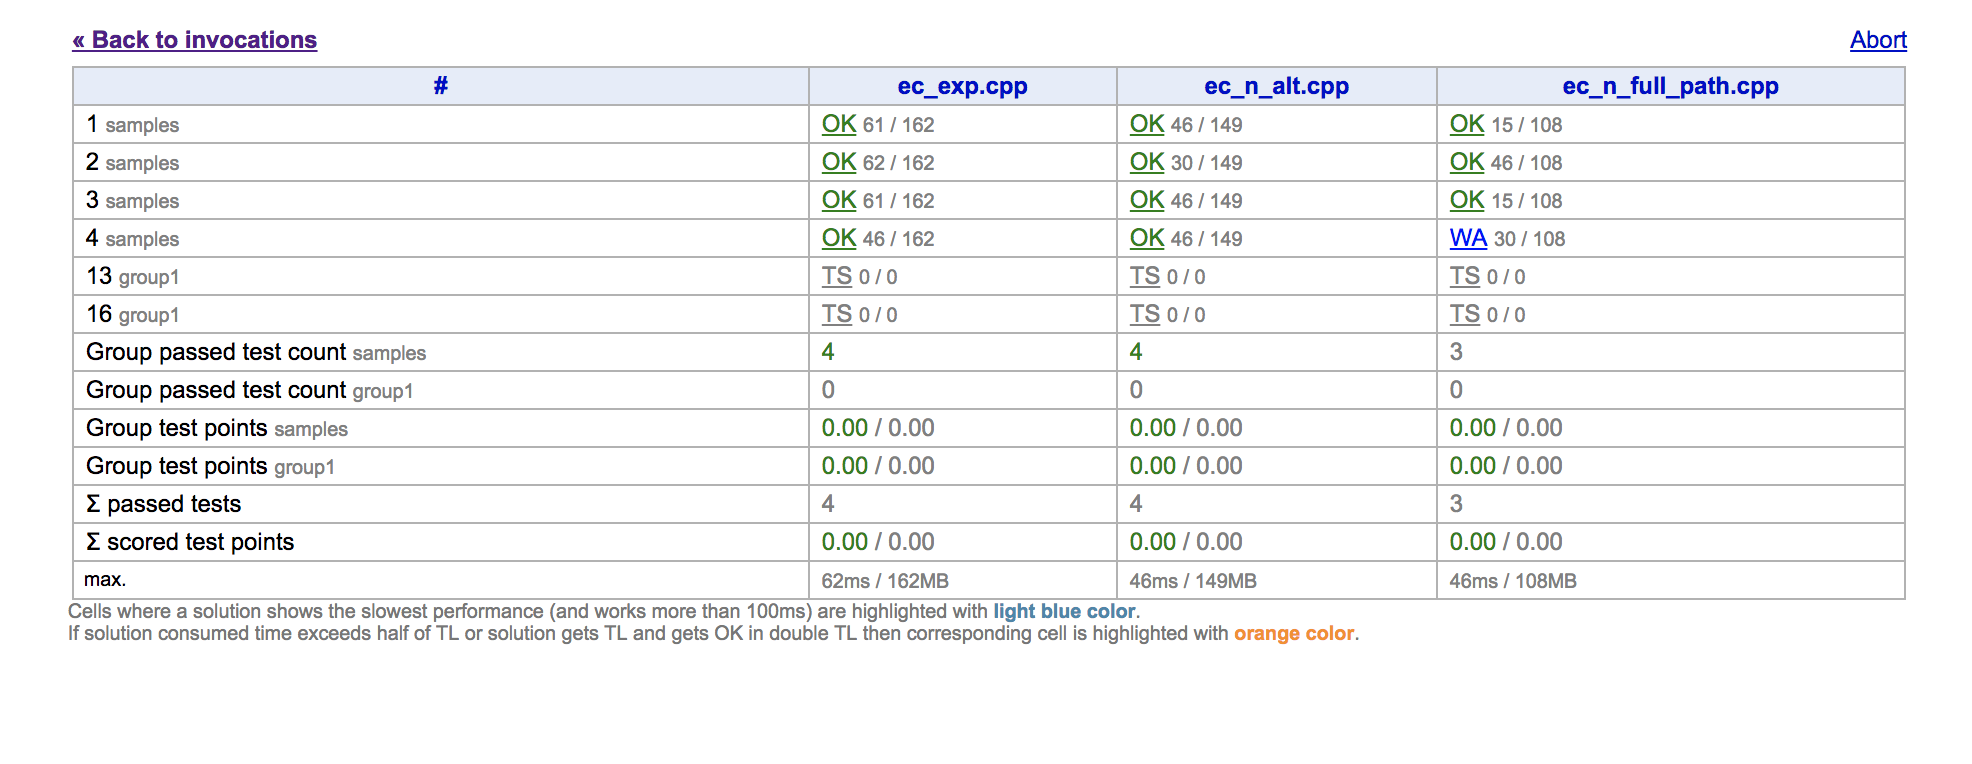 « Back to invocations Abort
# ec_exp.cpp ec_n_alt.cpp ec_n_full_path.cpp
1 samples OK 61 / 162 OK 46 / 149 OK 15 / 108
2 samples OK 62 / 162 OK 30 / 149 OK 46 / 108
3 samples OK 61 / 162 OK 46 / 149 OK 15 / 108
4 samples OK 46 / 162 OK 46 / 149 WA 30 / 108
13 group1 TS 0 / 0 TS 0 / 0 TS 0 / 0
16 group1 TS 0 / 0 TS 0 / 0 TS 0 / 0
Group passed test count samples 4 4 3
Group passed test count group1 0 0 0
Group test points samples 0.00 / 0.00 0.00 / 0.00 0.00 / 0.00
Group test points group1 0.00 / 0.00 0.00 / 0.00 0.00 / 0.00
Σ passed tests 4 4 3
Σ scored test points 0.00 / 0.00 0.00 / 0.00 0.00 / 0.00
max. 62ms / 162MB 46ms / 149MB 46ms / 108MB
Cells where a solution shows the slowest performance (and works more than 100ms) are highlighted with light blue color.
If solution consumed time exceeds half of TL or solution gets TL and gets OK in double TL then corresponding cell is highlighted with orange color.